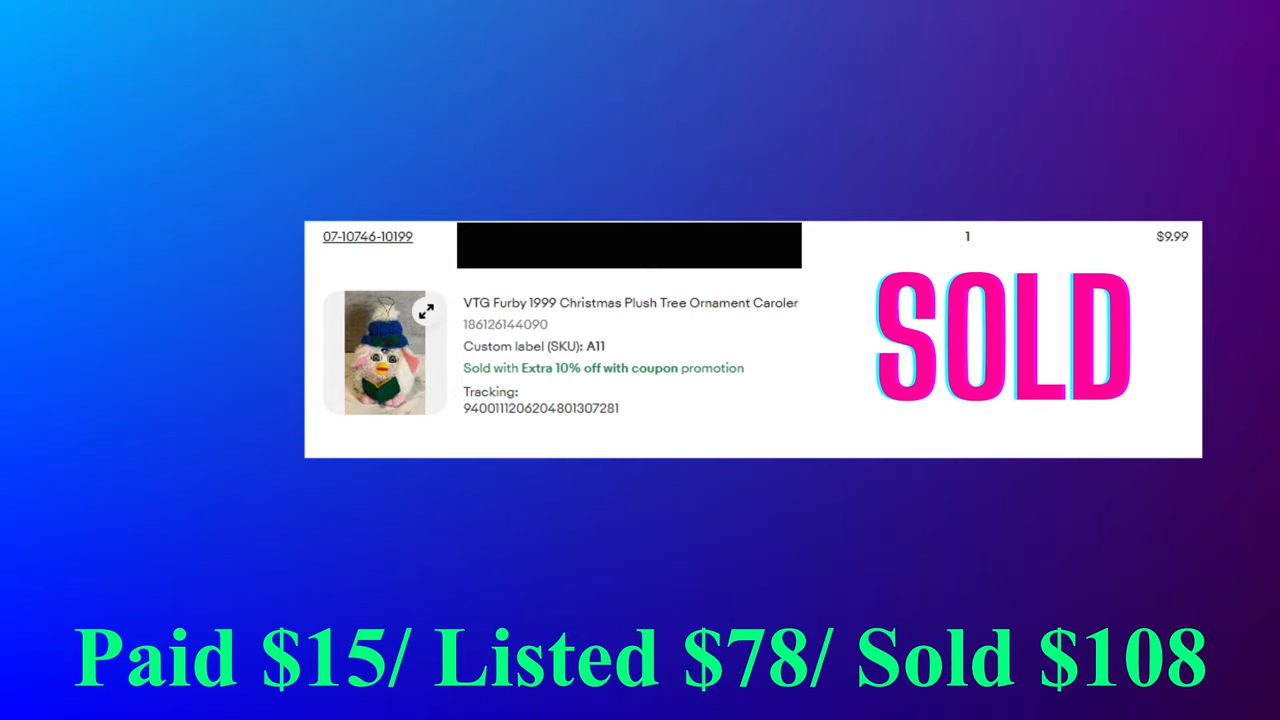 07-10746-10199
1
$9.99
VTG Furby 1999 Christmas Plush Tree Ornament Caroler
186126144090
Custom label (SKU): A11
Sold with Extra 10% off with coupon promotion
Tracking:
9400111206204801307281
SOLD
Paid $15/ Listed $78/ Sold $108